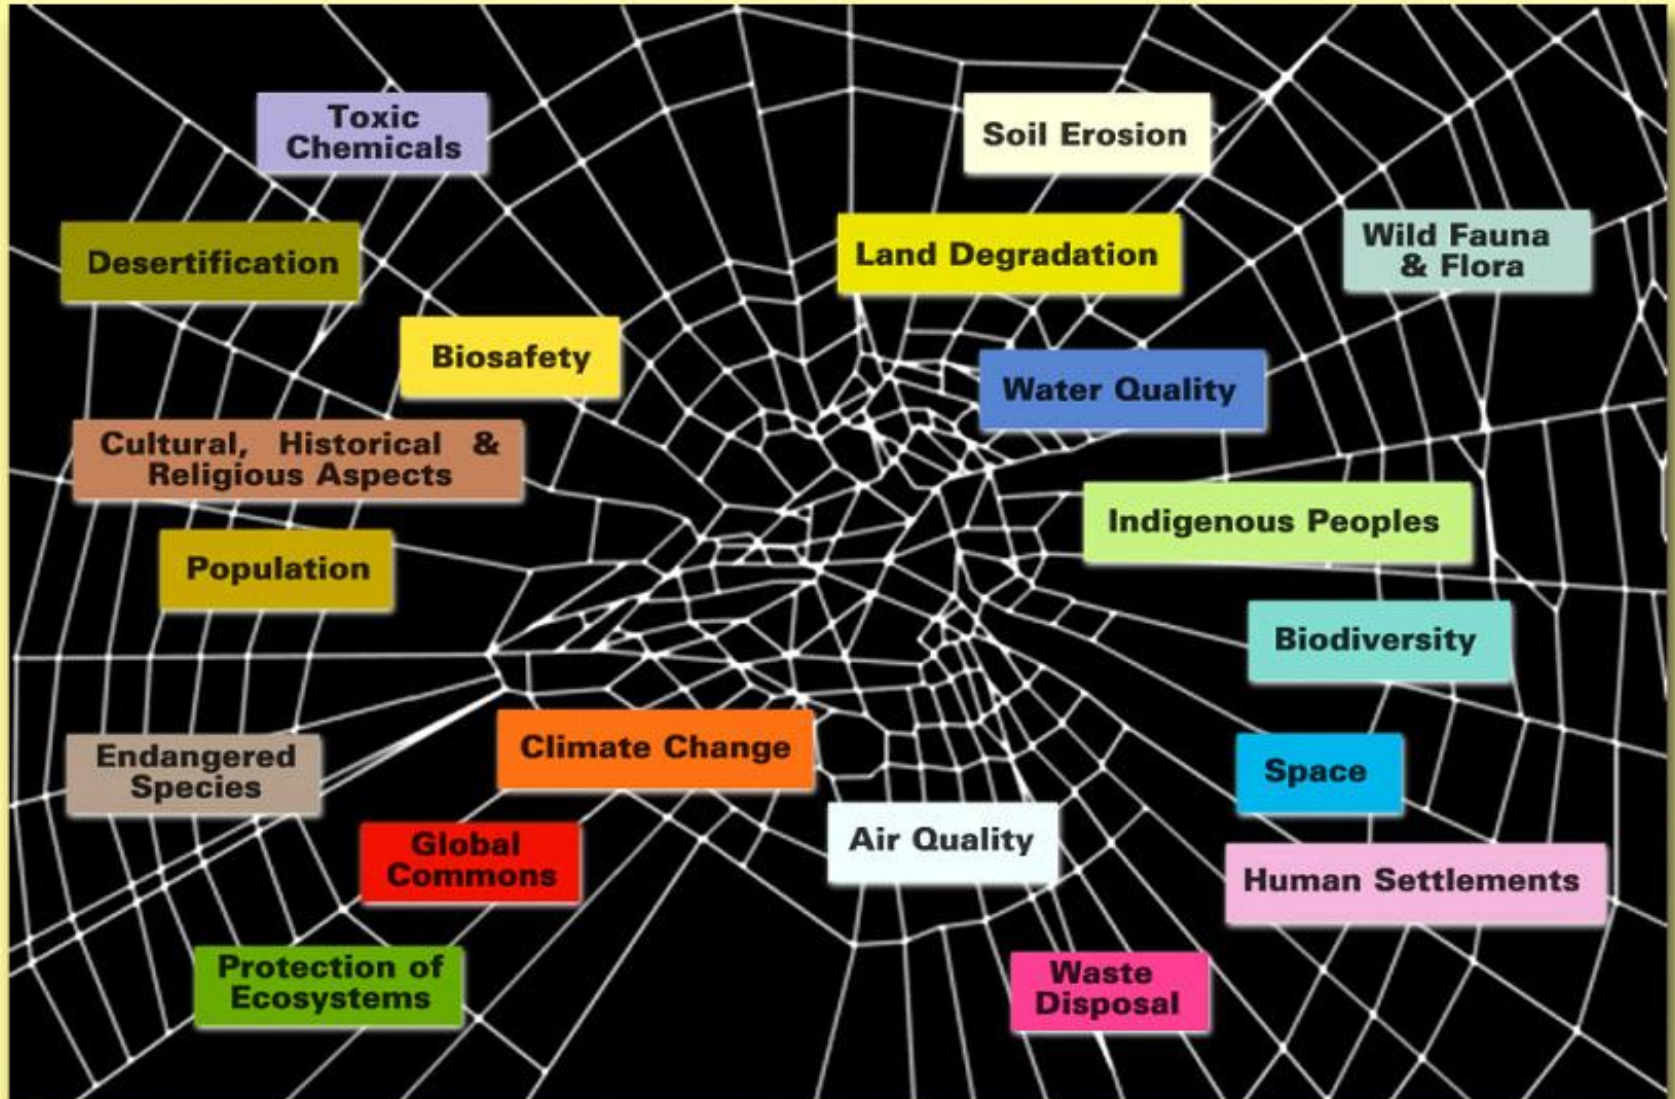 Toxic
Chemicals
Soil Erosion
Desertification
Land Degradation
Wild Fauna
& Flora
Biosafety
Water Quality
Cultural, Historical &
Religious Aspects
Indigenous Peoples
Population
Biodiversity
Endangered
Species
Climate Change
Space
Global
Commons
Air Quality
Human Settlements
Protection of
Ecosystems
Waste
Disposal